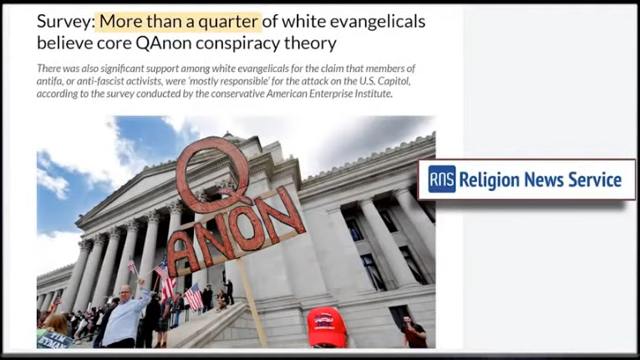 Survey: More than a quarter of white evangelicals
believe core QAnon conspiracy theory
There was also significant support among white evangelicals for the claim that members of
antifa, or anti-fascist activists, were 'mostly responsible' for the attack on the U.S. Capitol,
according to the survey conducted by the conservative American Enterprise Institute.
Q
ANON
RNS Religion News Service